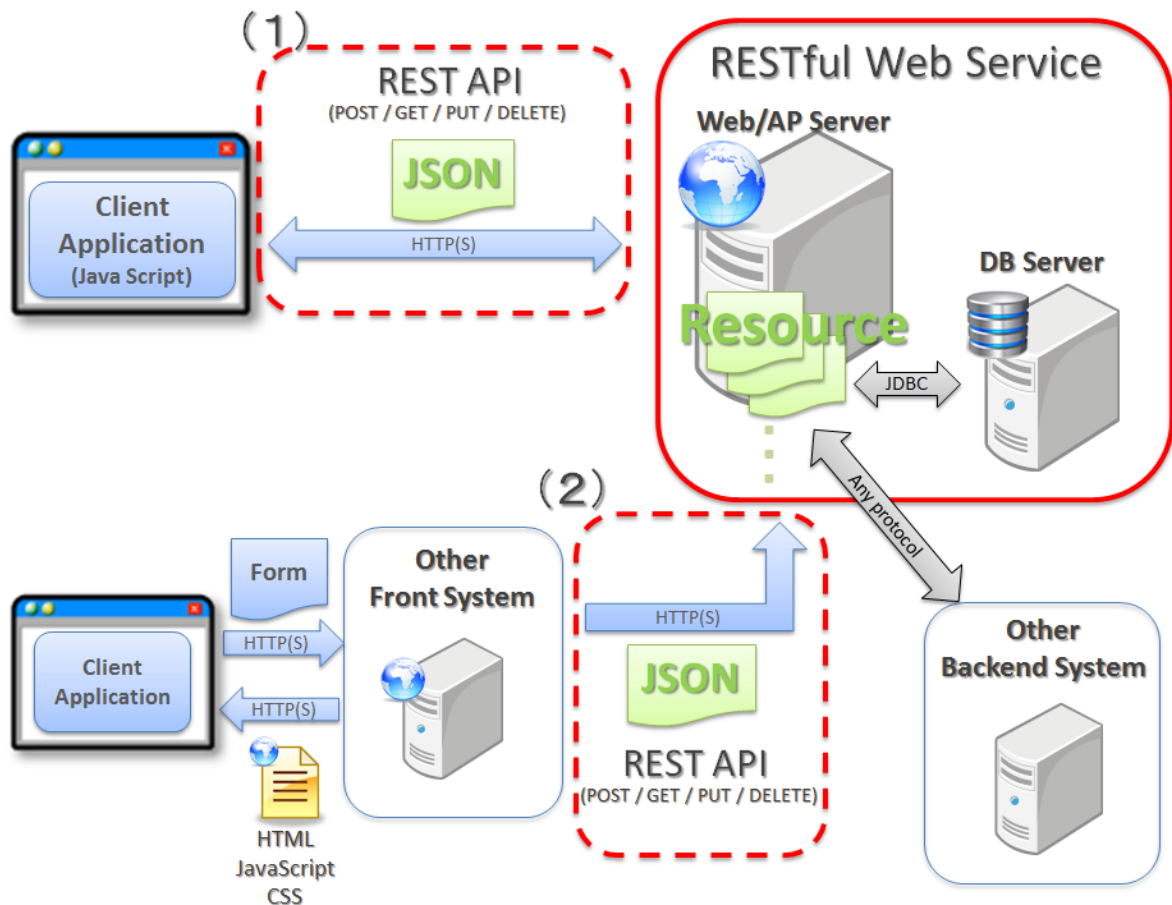 （1）
REST API
(POST / GET / PUT / DELETE)
JSON
HTTP(S)
Client
Application
(Java Script)
RESTful Web Service
Web/AP Server
DB Server
Resource
JDBC
Any protocol
（2）
Form
HTTP(S)
HTTP(S)
Client
Application
HTML
JavaScript
CSS
Other
Front System
HTTP(S)
JSON
REST API
(POST / GET / PUT / DELETE)
Other
Backend System